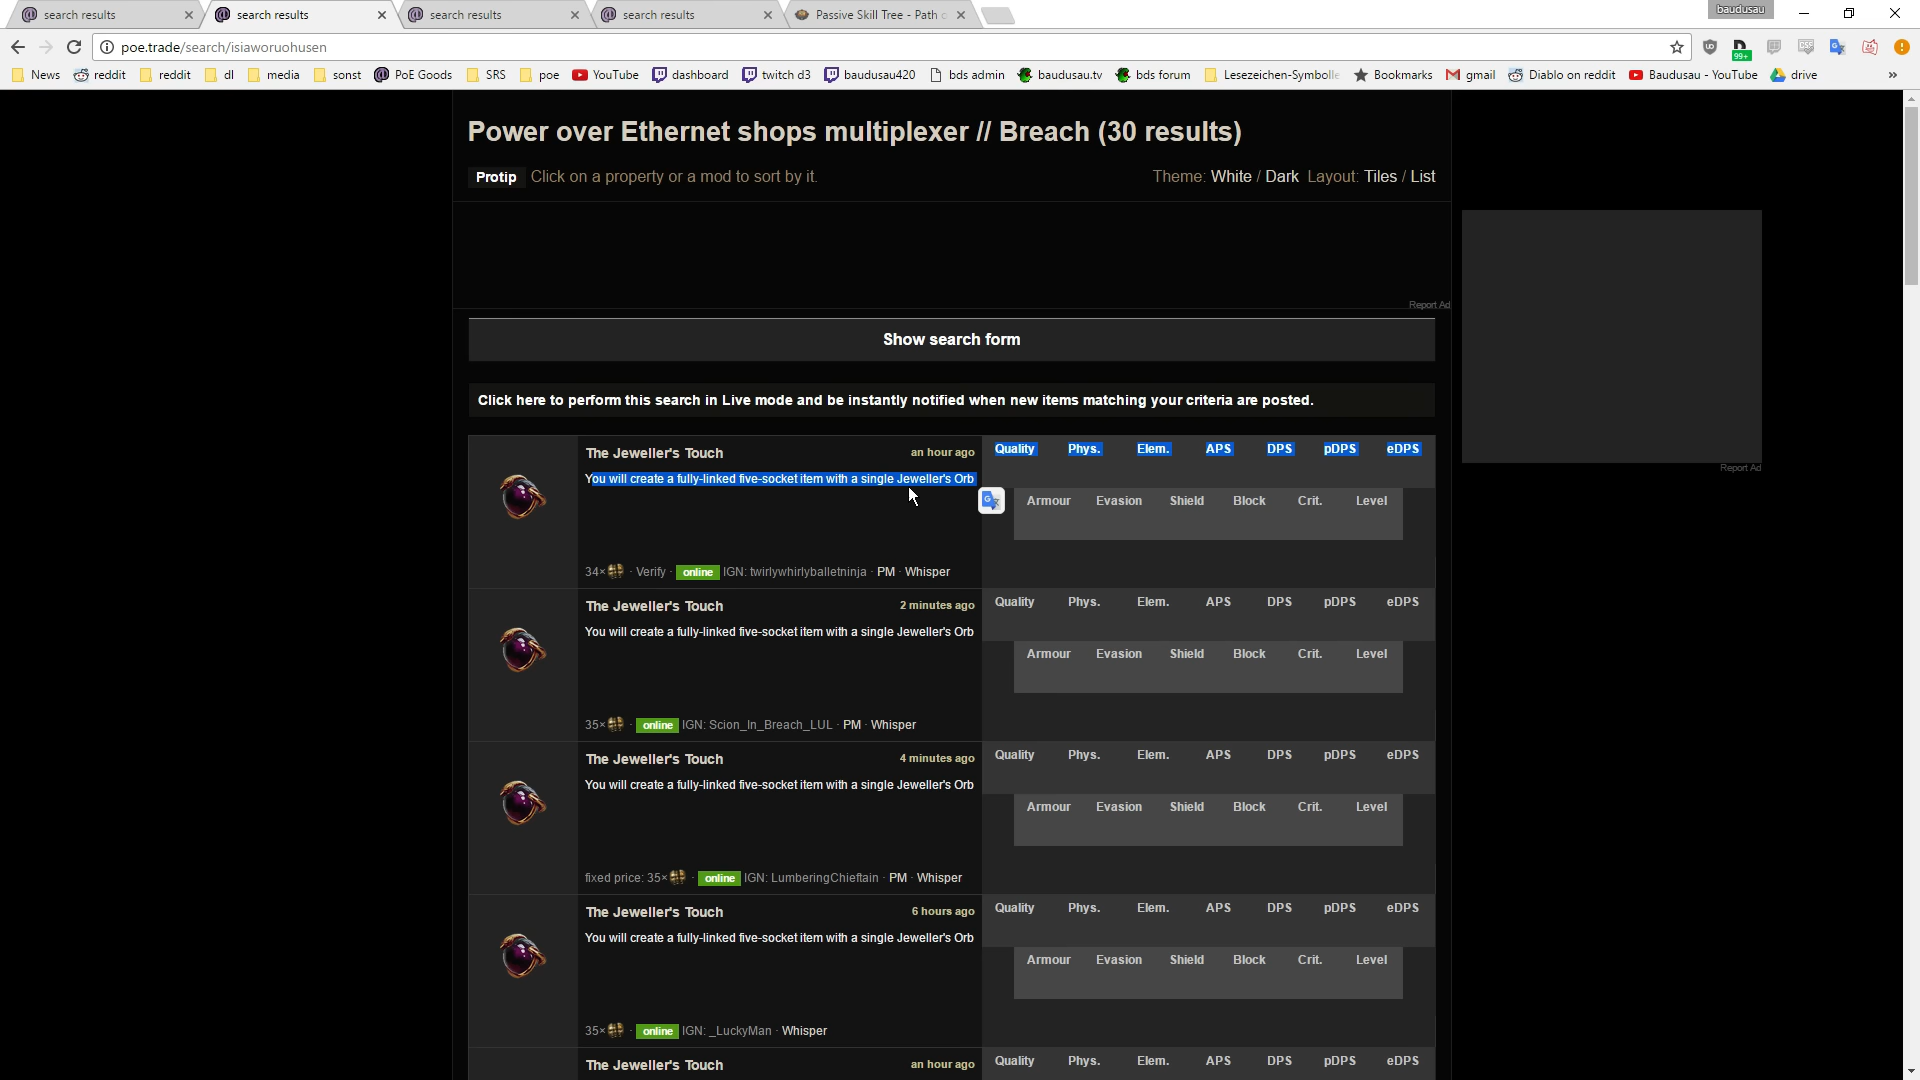 search results
search results
search results
search results
Passive Skill Tree - Path
baudusau
poe.trade/search/isiaworuohusen
99+
News
reddit
reddit
dl
media
sonst
PoE Goods
SRS
poe
YouTube
dashboard
twitch d3
baudusau420
bds admin
baudusau.tv
bds forum
Lesezeichen-Symbolle
Bookmarks
gmail
Diablo on reddit
Baudusau - YouTube
drive
»
Power over Ethernet shops multiplexer // Breach (30 results)
Protip Click on a property or a mod to sort by it.
Theme: White / Dark Layout: Tiles / List
Report Ad
Report Ad
Show search form
Click here to perform this search in Live mode and be instantly notified when new items matching your criteria are posted.
The Jeweller's Touch an hour ago
Quality Phys. Elem. APS DPS pDPS eDPS
You will create a fully-linked five-socket item with a single Jeweller's Orb
Armour Evasion Shield Block Crit. Level
34× · Verify · online IGN: twirlywhirlyballetninja · PM · Whisper
The Jeweller's Touch 2 minutes ago
Quality Phys. Elem. APS DPS pDPS eDPS
You will create a fully-linked five-socket item with a single Jeweller's Orb
Armour Evasion Shield Block Crit. Level
35× · online IGN: Scion_In_Breach_LUL · PM · Whisper
The Jeweller's Touch 4 minutes ago
Quality Phys. Elem. APS DPS pDPS eDPS
You will create a fully-linked five-socket item with a single Jeweller's Orb
Armour Evasion Shield Block Crit. Level
fixed price: 35× · online IGN: LumberingChieftain · PM · Whisper
The Jeweller's Touch 6 hours ago
Quality Phys. Elem. APS DPS pDPS eDPS
You will create a fully-linked five-socket item with a single Jeweller's Orb
Armour Evasion Shield Block Crit. Level
35× · online IGN: _LuckyMan · Whisper
The Jeweller's Touch an hour ago
Quality Phys. Elem. APS DPS pDPS eDPS